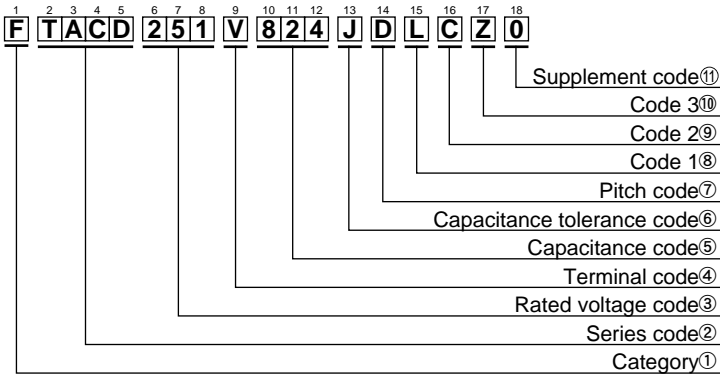 1 2 3 4 5 6 7 8 9 10 11 12 13 14 15 16 17 18
F TACD 251 V 824 J D L C Z 0
Supplement code⑪
Code 3⑩
Code 2⑨
Code 1⑧
Pitch code⑦
Capacitance tolerance code⑥
Capacitance code⑤
Terminal code④
Rated voltage code③
Series code②
Category①